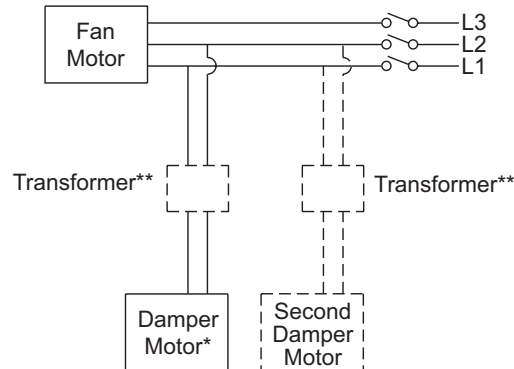 Fan
Motor
L3
L2
L1
Transformer**
Transformer**
Damper
Motor*
Second
Damper
Motor